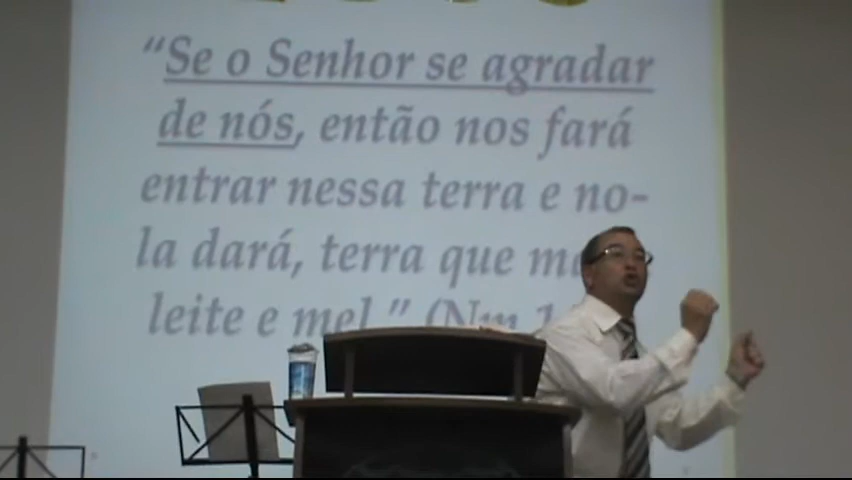 “Se o Senhor se agradar
de nós, então nos fará
entrar nessa terra e no-
la dará, terra que
leite e mel.” (Nm